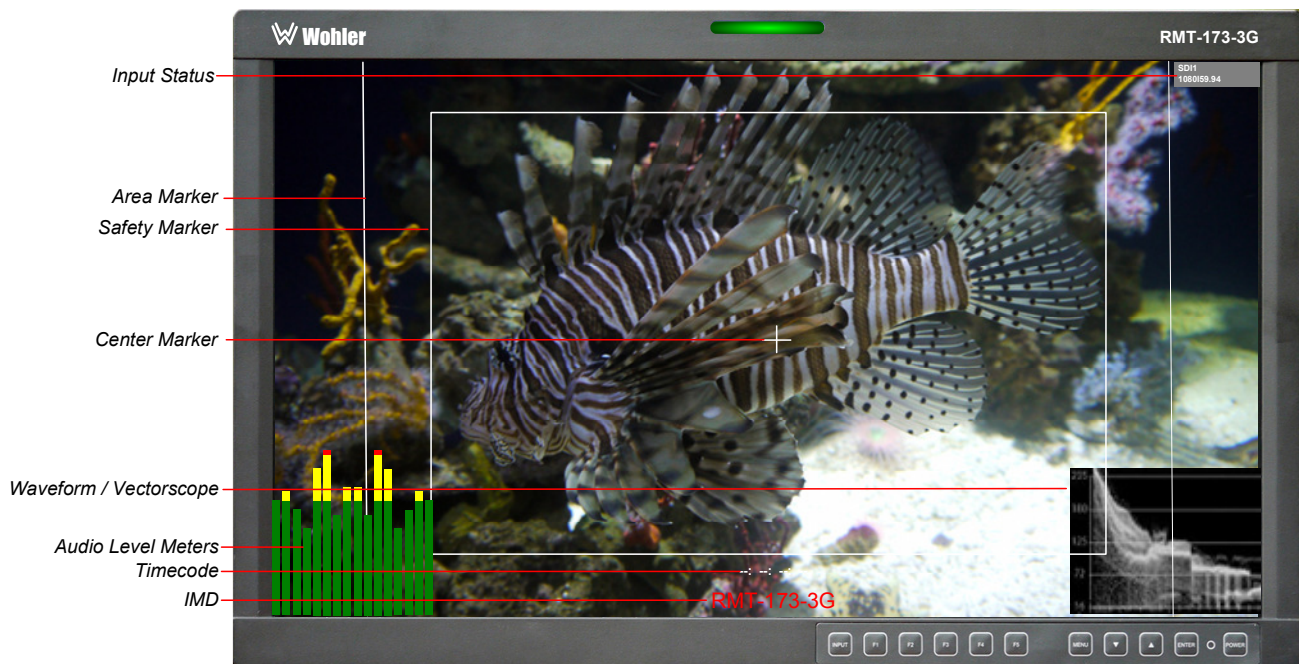 Wohler
RMT-173-3G
Input Status
SDI1
1080I59.94
Area Marker
Safety Marker
Center Marker
Waveform / Vectorscope
Audio Level Meters
Timecode
--: --: --
IMD
RMT-173-3G
INPUT F1 F2 F3 F4 F5 MENU ENTER POWER